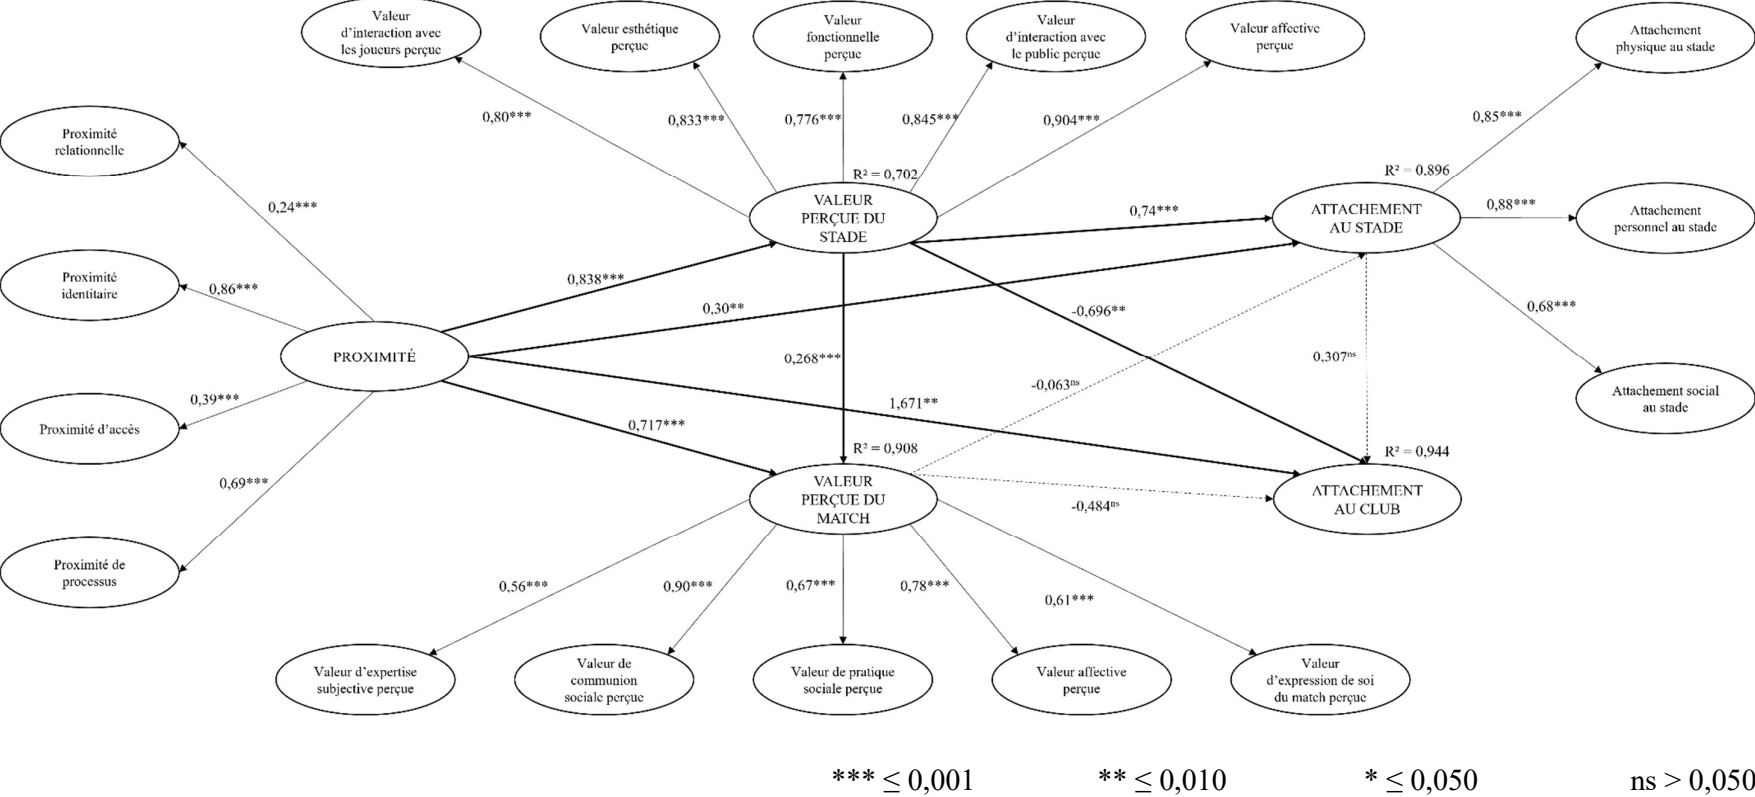 Valeur
d’interaction avec
les joueurs perçue
Valeur esthétique
perçue
Valeur
fonctionnelle
perçue
Valeur
d’interaction avec
le public perçue
Valeur affective
perçue
Attachement
physique au stade
0,80***
0,833***
0,776***
0,845***
0,904***
0,85***
Proximité
relationnelle
R² = 0,702
R² = 0.896
0,24***
VALEUR
PERÇUE DU
STADE
0,74***
ATTACHEMENT
AU STADE
0,88***
Attachement
personnel au stade
Proximité
identitaire
0,86***
0,838***
0,30**
-0,696**
0,68***
PROXIMITÉ
0,268***
-0,063ns
0,307ns
Attachement social
au stade
0,39***
Proximité d’accès
1,671**
0,717***
R² = 0,908
R² = 0,944
0,69***
VALEUR
PERÇUE DU
MATCH
-0,484ns
ATTACHEMENT
AU CLUB
Proximité de
processus
0,56***
0,90***
0,67***
0,78***
0,61***
Valeur d’expertise
subjective perçue
Valeur de
communion
sociale perçue
Valeur de pratique
sociale perçue
Valeur affective
perçue
Valeur
d’expression de soi
du match perçue
*** ≤ 0,001 ** ≤ 0,010 * ≤ 0,050 ns > 0,050